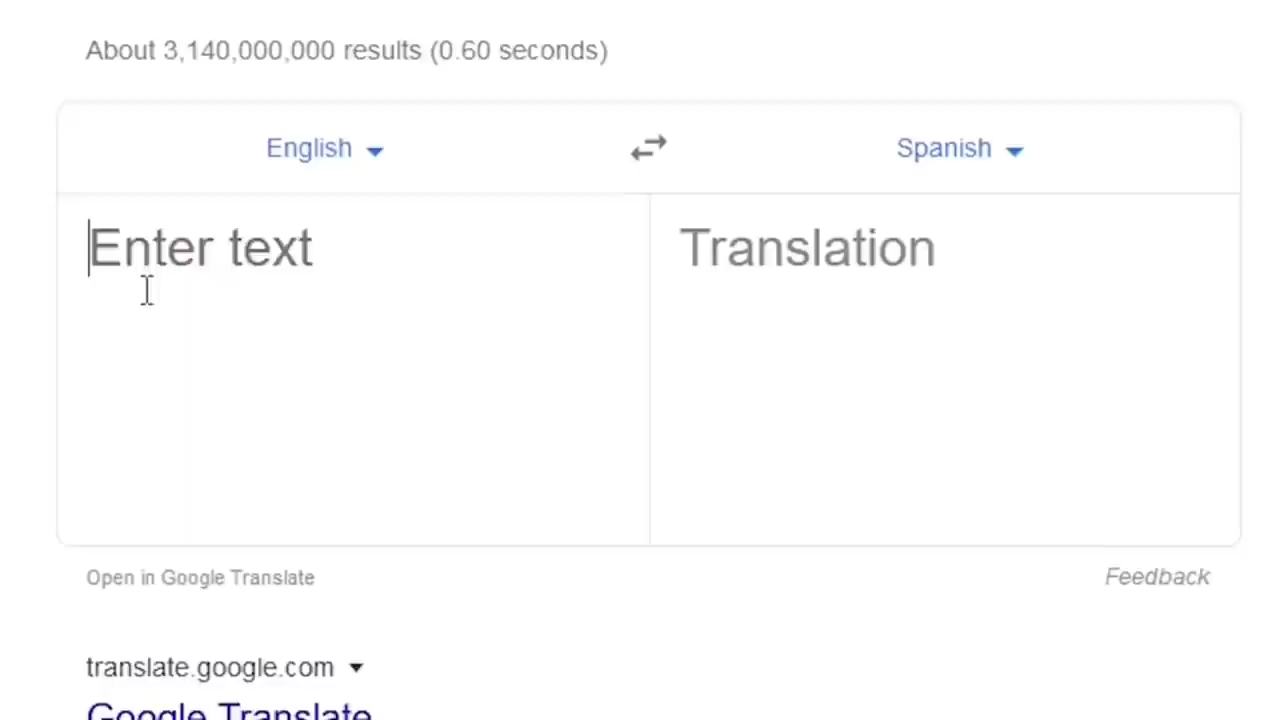 About 3,140,000,000 results (0.60 seconds)
English Spanish
Enter text Translation
Open in Google Translate Feedback
translate.google.com
Google Translate